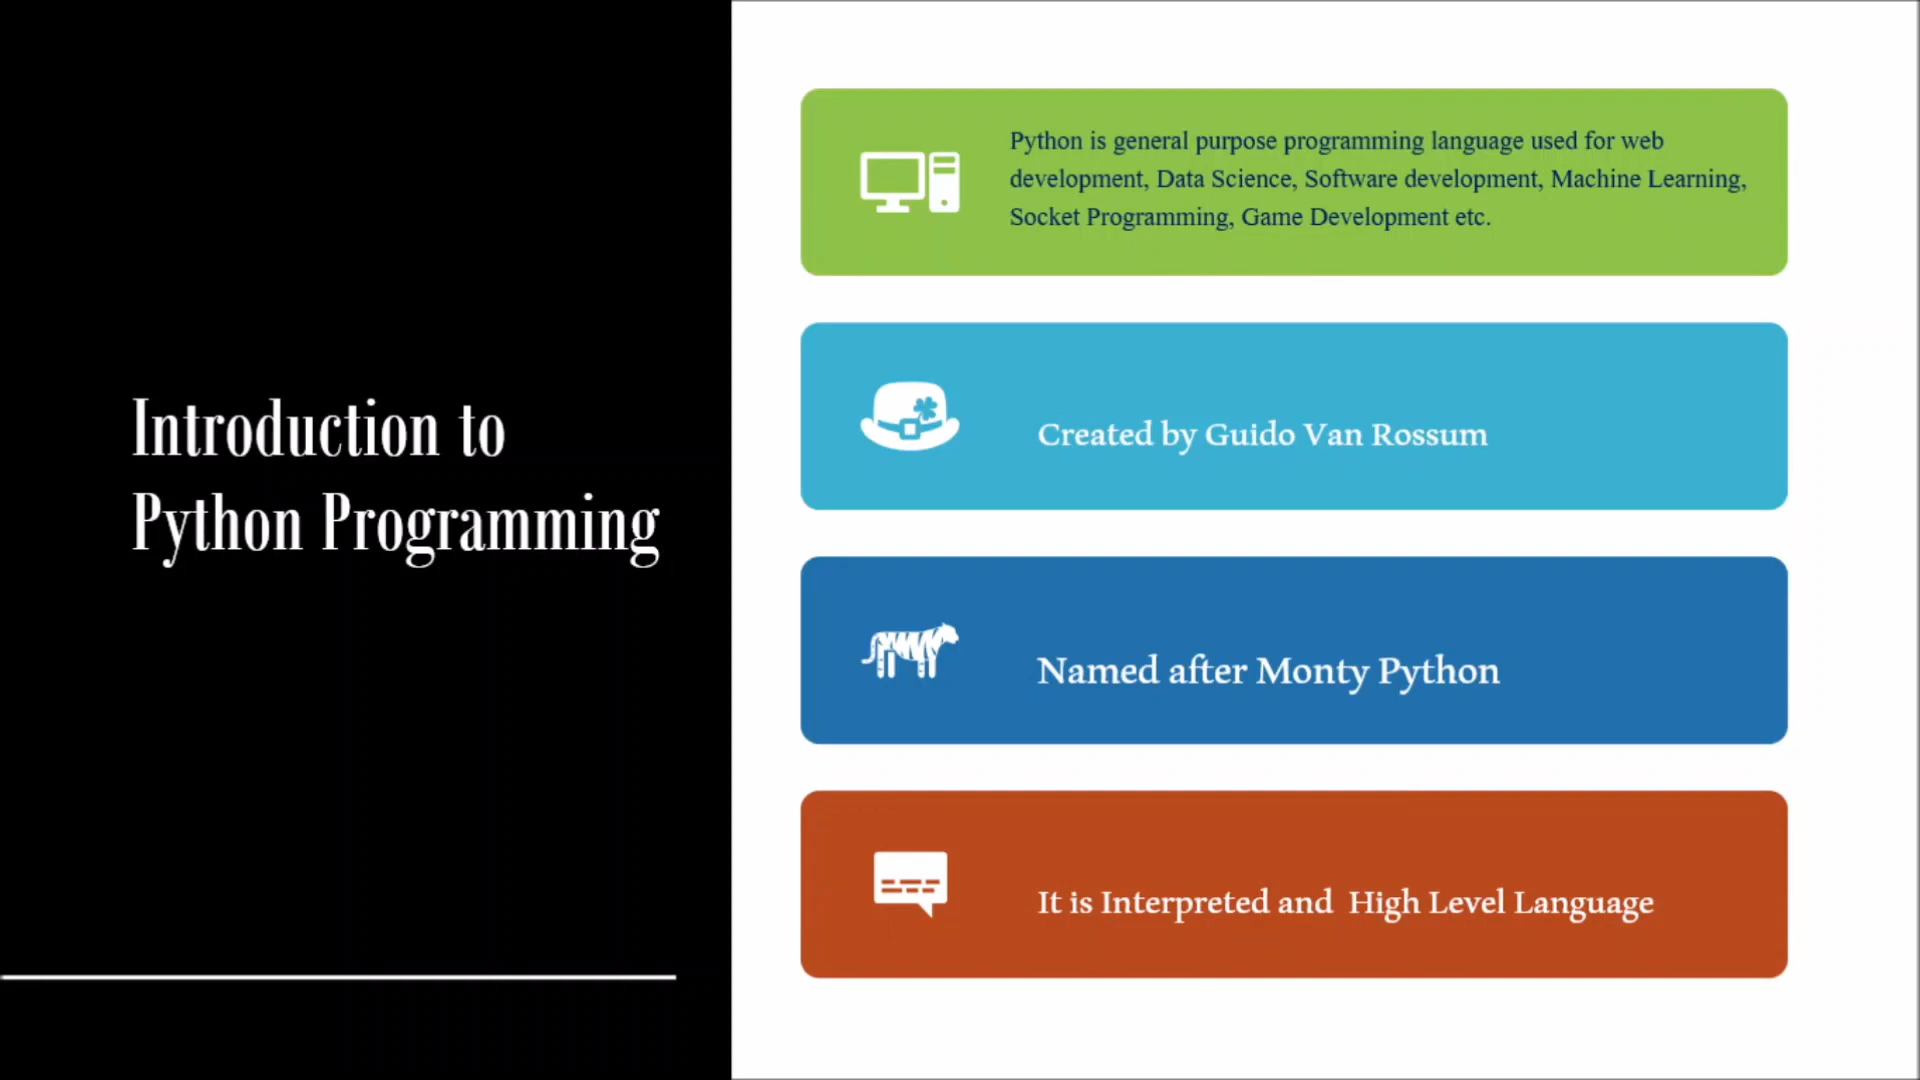 Introduction to
Python Programming
Python is general purpose programming language used for web
development, Data Science, Software development, Machine Learning,
Socket Programming, Game Development etc.
Created by Guido Van Rossum
Named after Monty Python
It is Interpreted and  High Level Language